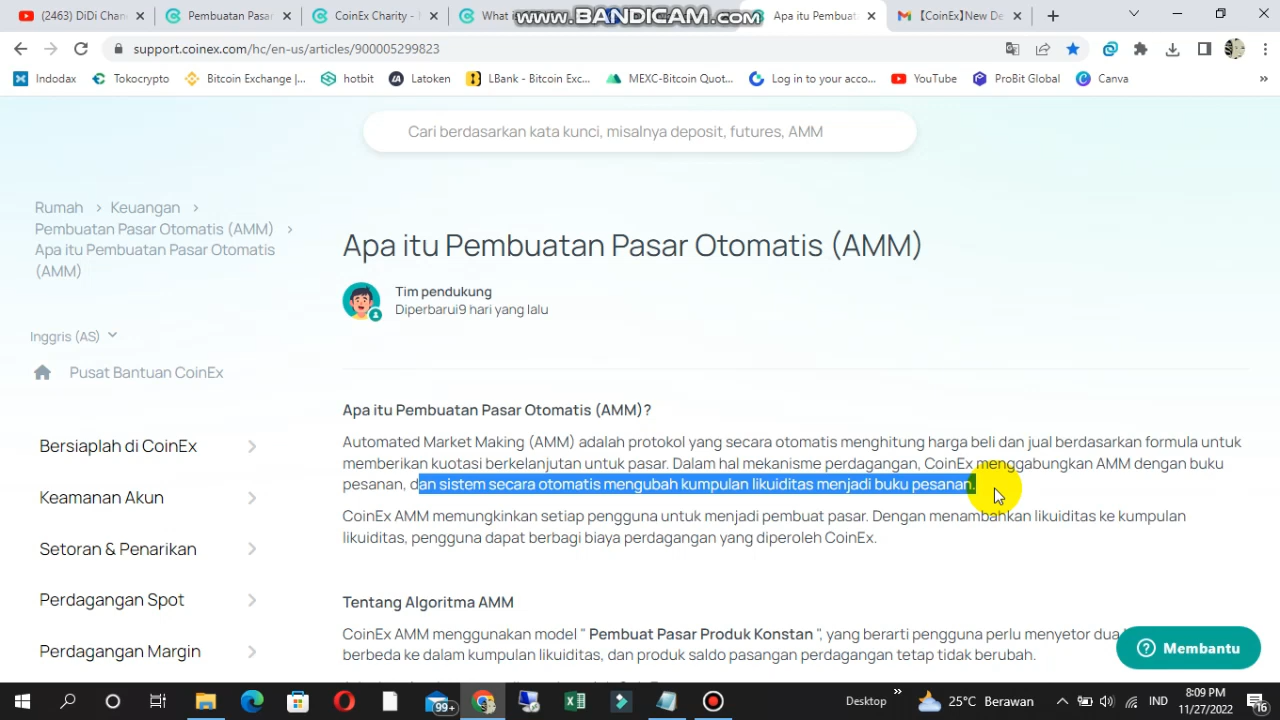 (2463) DiDi Chan
Pembuatan Pasar
CoinEx Charity -
What is
www.BANDICAM.com
Apa itu Pembuat
【CoinEx】New De
support.coinex.com/hc/en-us/articles/900005299823
Indodax
Tokocrypto
Bitcoin Exchange |...
hotbit
Latoken
LBank - Bitcoin Exc...
MEXC-Bitcoin Quot...
Log in to your acco...
YouTube
ProBit Global
Canva
»
Cari berdasarkan kata kunci, misalnya deposit, futures, AMM
Rumah > Keuangan >
Pembuatan Pasar Otomatis (AMM) >
Apa itu Pembuatan Pasar Otomatis
(AMM)
Inggris (AS)
Pusat Bantuan CoinEx
Bersiaplah di CoinEx
Keamanan Akun
Setoran & Penarikan
Perdagangan Spot
Perdagangan Margin
Apa itu Pembuatan Pasar Otomatis (AMM)
Tim pendukung
Diperbarui9 hari yang lalu
Apa itu Pembuatan Pasar Otomatis (AMM)?
Automated Market Making (AMM) adalah protokol yang secara otomatis menghitung harga beli dan jual berdasarkan formula untuk
memberikan kuotasi berkelanjutan untuk pasar. Dalam hal mekanisme perdagangan, CoinEx menggabungkan AMM dengan buku
pesanan, dan sistem secara otomatis mengubah kumpulan likuiditas menjadi buku pesanan.
CoinEx AMM memungkinkan setiap pengguna untuk menjadi pembuat pasar. Dengan menambahkan likuiditas ke kumpulan
likuiditas, pengguna dapat berbagi biaya perdagangan yang diperoleh CoinEx.
Tentang Algoritma AMM
CoinEx AMM menggunakan model " Pembuat Pasar Produk Konstan ", yang berarti pengguna perlu menyetor dua
berbeda ke dalam kumpulan likuiditas, dan produk saldo pasangan perdagangan tetap tidak berubah.
Membantu
99+
Desktop
»
25°C Berawan
IND
8:09 PM
11/27/2022
16